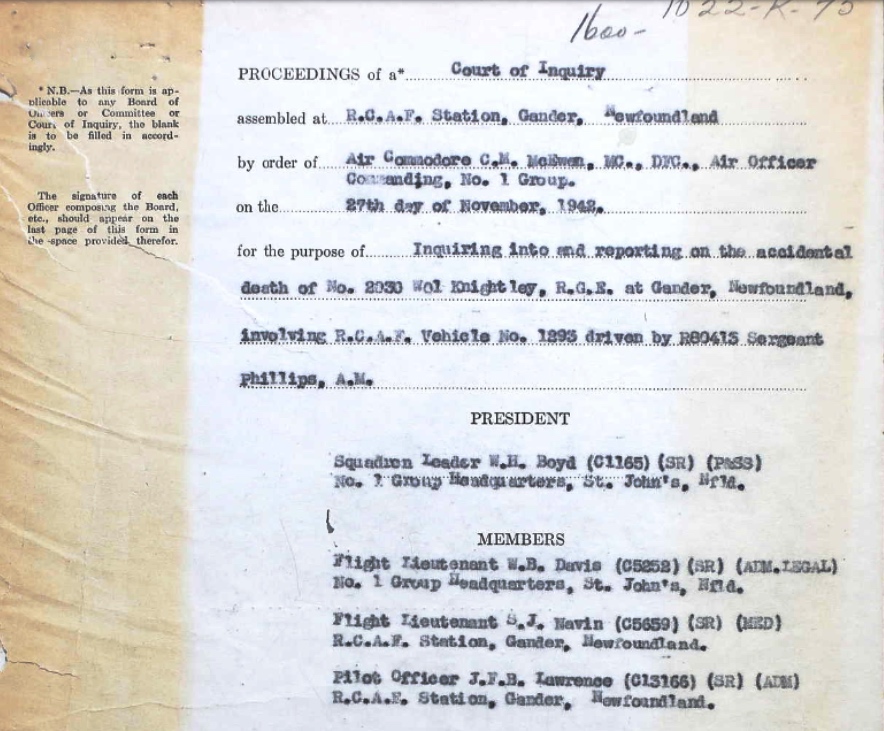 1600- 1022-R-73
PROCEEDINGS of a* Court of Inquiry
* N.B.—As this form is ap-
plicable to any Board of
Officers or Committee or
Court of Inquiry, the blank
is to be filled in accord-
ingly.
assembled at R.C.A.F. Station, Gander, Newfoundland
by order of Air Commodore C.M. McEwen, MC., DFC., Air Officer
Commanding, No. 1 Group.
The signature of each
Officer composing the Board,
etc., should appear on the
last page of this form in
the space provided therefor.
on the 27th day of November, 1942.
for the purpose of Inquiring into and reporting on the accidental
death of No. 2030 Wol Knightley, R.G.E. at Gander, Newfoundland,
involving R.C.A.F. Vehicle No. 1293 driven by R80413 Sergeant
Phillips, A.M.
PRESIDENT
Squadron Leader W.H. Boyd (C1165) (SR) (P&SS)
No. 1 Group Headquarters, St. John's, Nfld.
MEMBERS
Flight Lieutenant W.B. Davis (C5252) (SR) (ADM.LEGAL)
No. 1 Group Headquarters, St. John's, Nfld.
Flight Lieutenant S.J. Navin (C5659) (SR) (MED)
R.C.A.F. Station, Gander, Newfoundland.
Pilot Officer J.F.B. Lawrence (C13166) (SR) (ADM)
R.C.A.F. Station, Gander, Newfoundland.